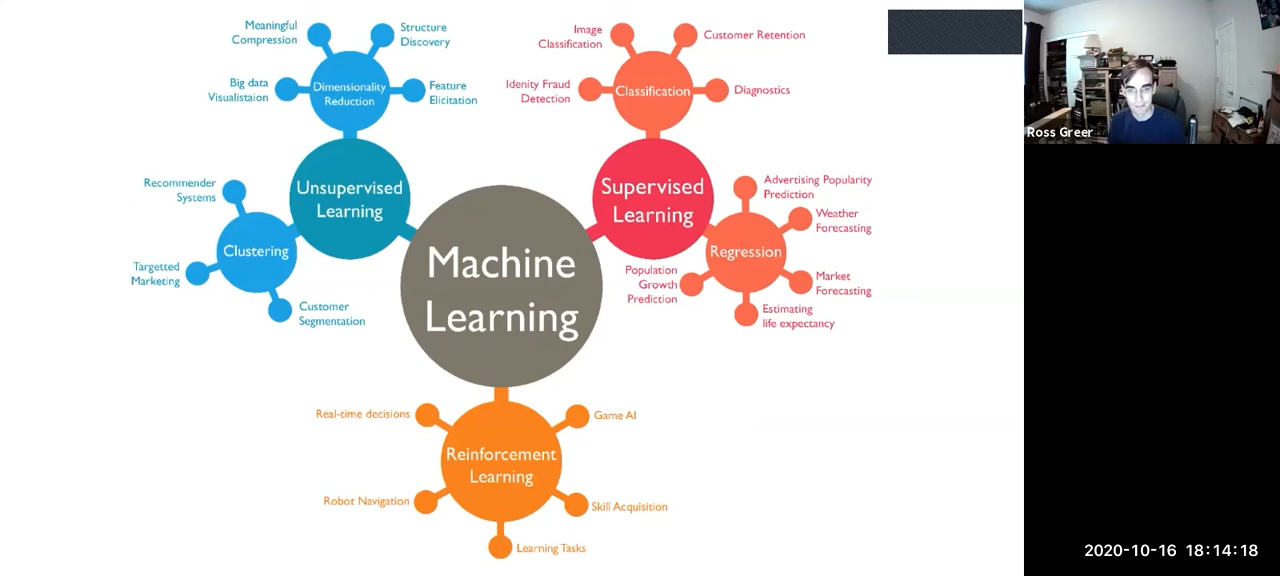 Meaningful
Compression
Structure
Discovery
Big data
Visualistaion
Dimensionality
Reduction
Feature
Elicitation
Image
Classification
Customer Retention
Idenity Fraud
Detection
Classification
Diagnostics
Recommender
Systems
Unsupervised
Learning
Clustering
Targetted
Marketing
Customer
Segmentation
Machine
Learning
Supervised
Learning
Advertising Popularity
Prediction
Weather
Forecasting
Regression
Population
Growth
Prediction
Market
Forecasting
Estimating
life expectancy
Real-time decisions
Game AI
Reinforcement
Learning
Robot Navigation
Skill Acquisition
Learning Tasks
Ross Greer
2020-10-16 18:14:18